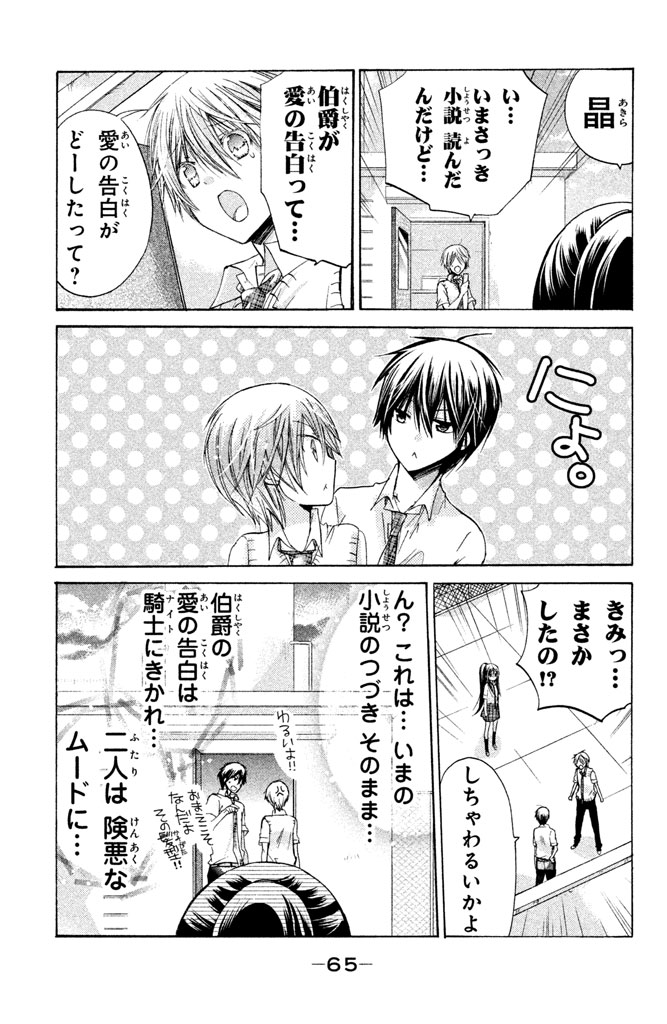 晶
い…
いまさっき
小説 読んだ
んだけど…
伯爵が
愛の告白って…
愛の告白が
どーしたって？
にょ。
きみっ…
まさか
したの!?
しちゃわるいかよ
ん？ これは… いまの
小説のつづき そのまま…
伯爵の
愛の告白は
騎士にきかれ…
二人は 険悪な
ムードに…
わるいよ!!
おまえこそ
なんだよ
その髪型!!
—65—